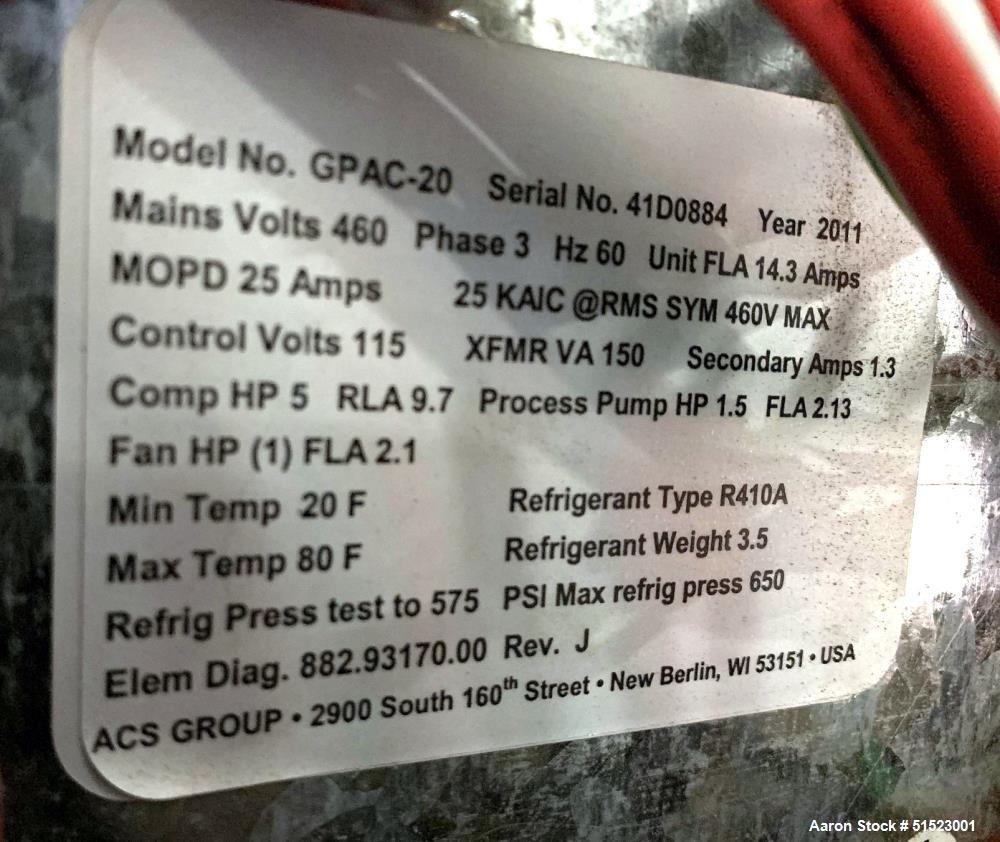 Model No. GPAC-20 Serial No. 41D0884 Year 2011
Mains Volts 460 Phase 3 Hz 60 Unit FLA 14.3 Amps
MOPD 25 Amps 25 KAIC @RMS SYM 460V MAX
Control Volts 115 XFMR VA 150 Secondary Amps 1.3
Comp HP 5 RLA 9.7 Process Pump HP 1.5 FLA 2.13
Fan HP (1) FLA 2.1
Min Temp 20 F Refrigerant Type R410A
Max Temp 80 F Refrigerant Weight 3.5
Refrig Press test to 575 PSI Max refrig press 650
Elem Diag. 882.93170.00 Rev. J
ACS GROUP • 2900 South 160th Street • New Berlin, WI 53151 • USA
Aaron Stock # 51523001